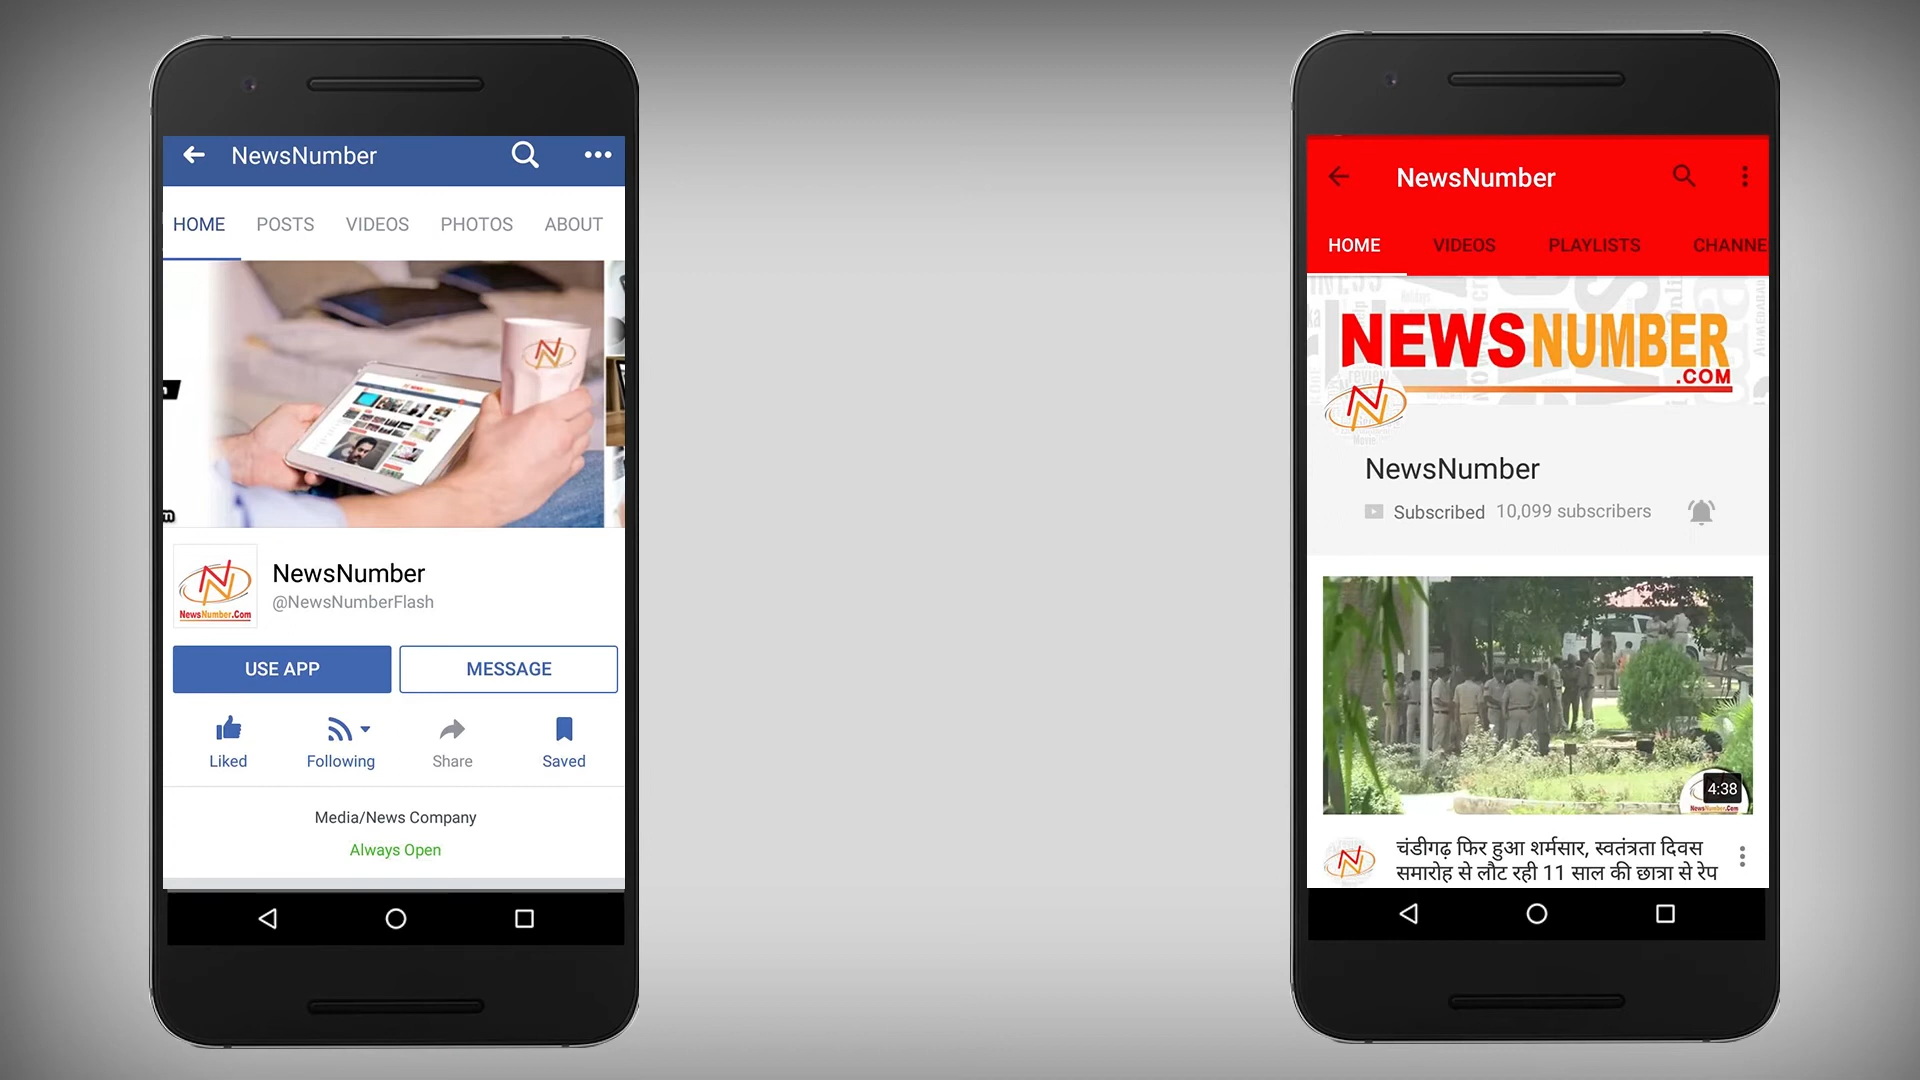 NewsNumber
HOME POSTS VIDEOS PHOTOS ABOUT
NewsNumber
@NewsNumberFlash
NewsNumber.Com
USE APP MESSAGE
Liked Following Share Saved
Media/News Company
Always Open
NewsNumber
HOME VIDEOS PLAYLISTS CHANNE
NEWSNUMBER
.COM
NewsNumber
Subscribed 10,099 subscribers
4:38
NewsNumber.Com
चंडीगढ़ फिर हुआ शर्मसार, स्वतंत्रता दिवस
समारोह से लौट रही 11 साल की छात्रा से रेप